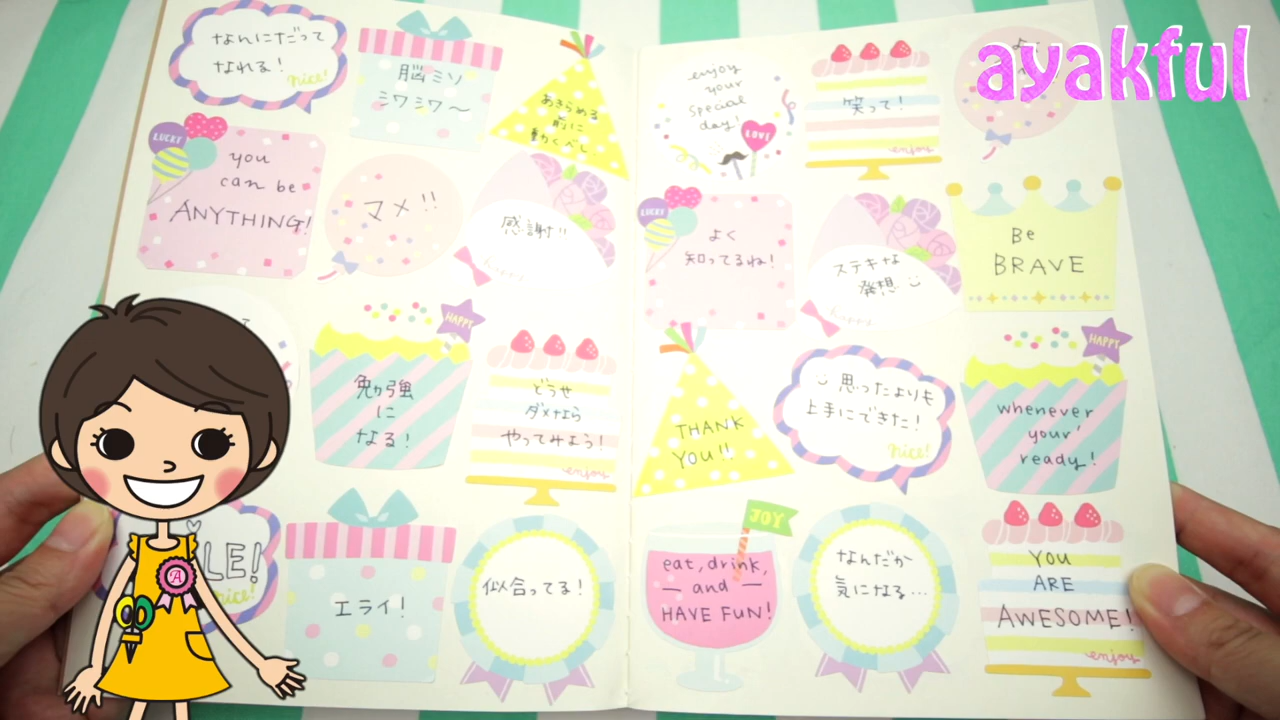 ayakful
なんにだって
なれる!
nice!
脳ミソ
シワシワ〜
あきらめる
前に
動くべし
LUCKY
you
can be
ANYTHING!
マメ!!
感謝!!
happy
HAPPY
勉強
に
なる!
どうせ
ダメなら
やってみよう!
enjoy
LE!
nice!
A
エライ!
似合ってる!
enjoy
your
special
day!
LOVE
笑って!
enjoy
LUCKY
よく
知ってるね!
ステキな
発想
happy
Be
BRAVE
THANK
YOU!!
思ったよりも
上手にできた!
nice!
HAPPY
whenever
your'
ready!
JOY
eat, drink,
— and —
HAVE FUN!
なんだか
気になる…
YOU
ARE
AWESOME!
enjoy